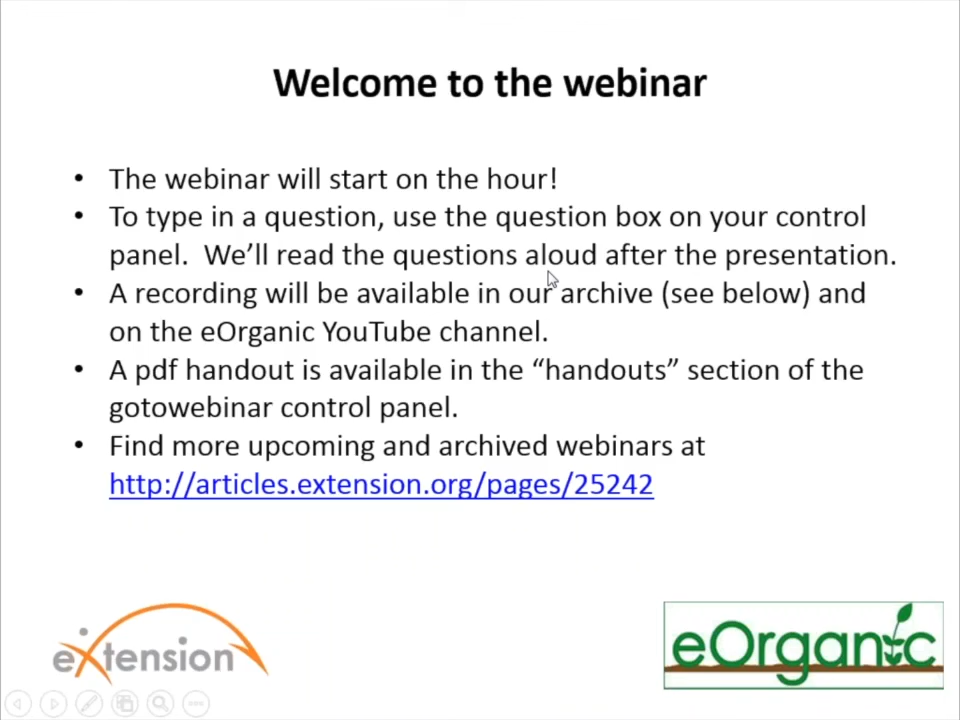 Welcome to the webinar
• The webinar will start on the hour!
• To type in a question, use the question box on your control
panel.  We’ll read the questions aloud after the presentation.
• A recording will be available in our archive (see below) and
on the eOrganic YouTube channel.
• A pdf handout is available in the “handouts” section of the
gotowebinar control panel.
• Find more upcoming and archived webinars at
http://articles.extension.org/pages/25242
eXtension
eOrganic